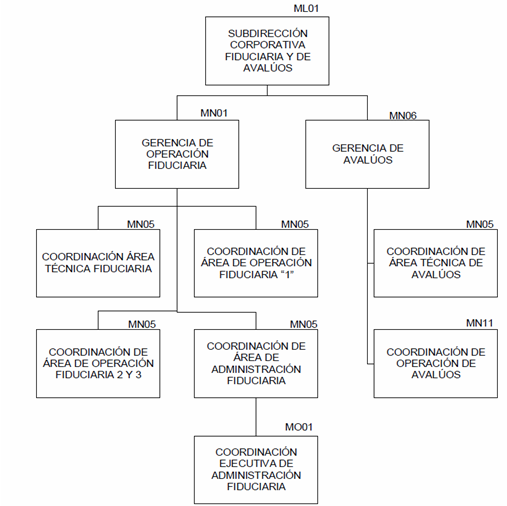 ML01
SUBDIRECCIÓN
CORPORATIVA
FIDUCIARIA Y DE
AVALÚOS
MN01
GERENCIA DE
OPERACIÓN
FIDUCIARIA
MN06
GERENCIA DE
AVALÚOS
MN05
COORDINACIÓN ÁREA
TÉCNICA FIDUCIARIA
MN05
COORDINACIÓN DE
ÁREA DE OPERACIÓN
FIDUCIARIA “1”
MN05
COORDINACIÓN DE
ÁREA TÉCNICA DE
AVALÚOS
MN05
COORDINACIÓN DE
ÁREA DE OPERACIÓN
FIDUCIARIA 2 Y 3
MN05
COORDINACIÓN DE
ÁREA DE
ADMINISTRACIÓN
FIDUCIARIA
MN11
COORDINACIÓN DE
OPERACIÓN DE
AVALÚOS
MO01
COORDINACIÓN
EJECUTIVA DE
ADMINISTRACIÓN
FIDUCIARIA